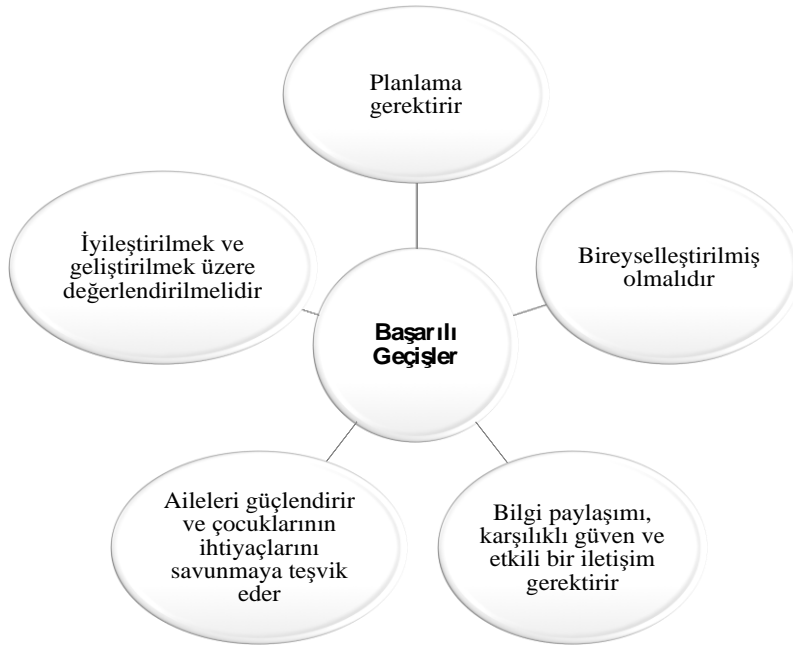 Planlama
gerektirir
İyileştirilmek ve
geliştirilmek üzere
değerlendirilmelidir
Bireyselleştirilmiş
olmalıdır
Başarılı
Geçişler
Aileleri güçlendirir
ve çocuklarının
ihtiyaçlarını
savunmaya teşvik
eder
Bilgi paylaşımı,
karşılıklı güven ve
etkili bir iletişim
gerektirir